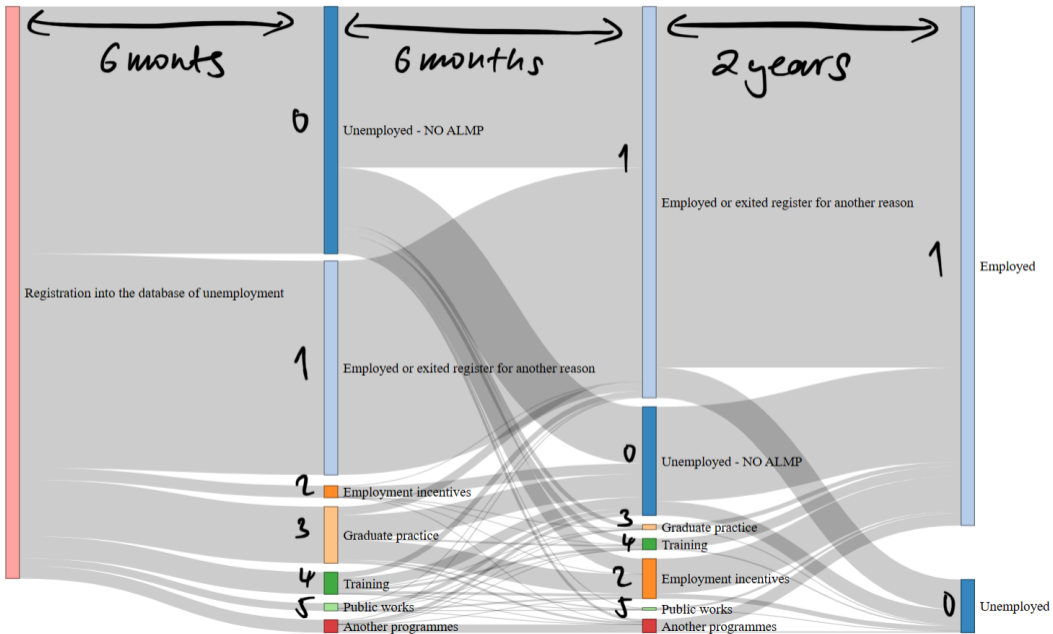 6 monts
6 months
2 years
0
Unemployed - NO ALMP
1
Employed or exited register for another reason
1
Employed
Registration into the database of unemployment
1
Employed or exited register for another reason
0
Unemployed - NO ALMP
2
Employment incentives
3
Graduate practice
3
Graduate practice
4
Training
4
Training
2
Employment incentives
5
Public works
5
Public works
0
Unemployed
Another programmes
Another programmes